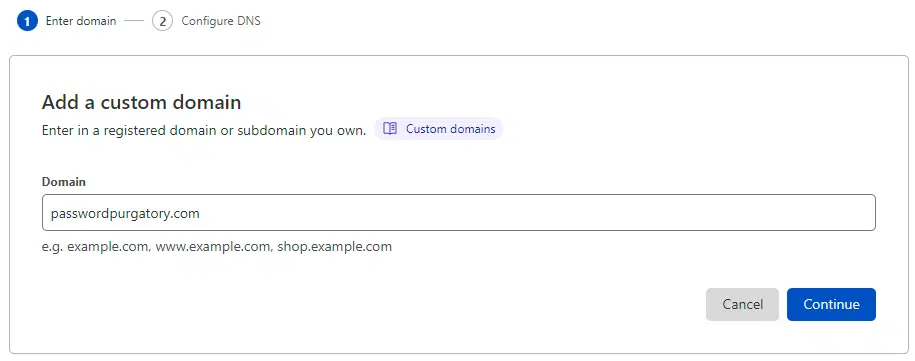 1 Enter domain 2 Configure DNS
Add a custom domain
Enter in a registered domain or subdomain you own. Custom domains
Domain
passwordpurgatory.com
e.g. example.com, www.example.com, shop.example.com
Cancel Continue